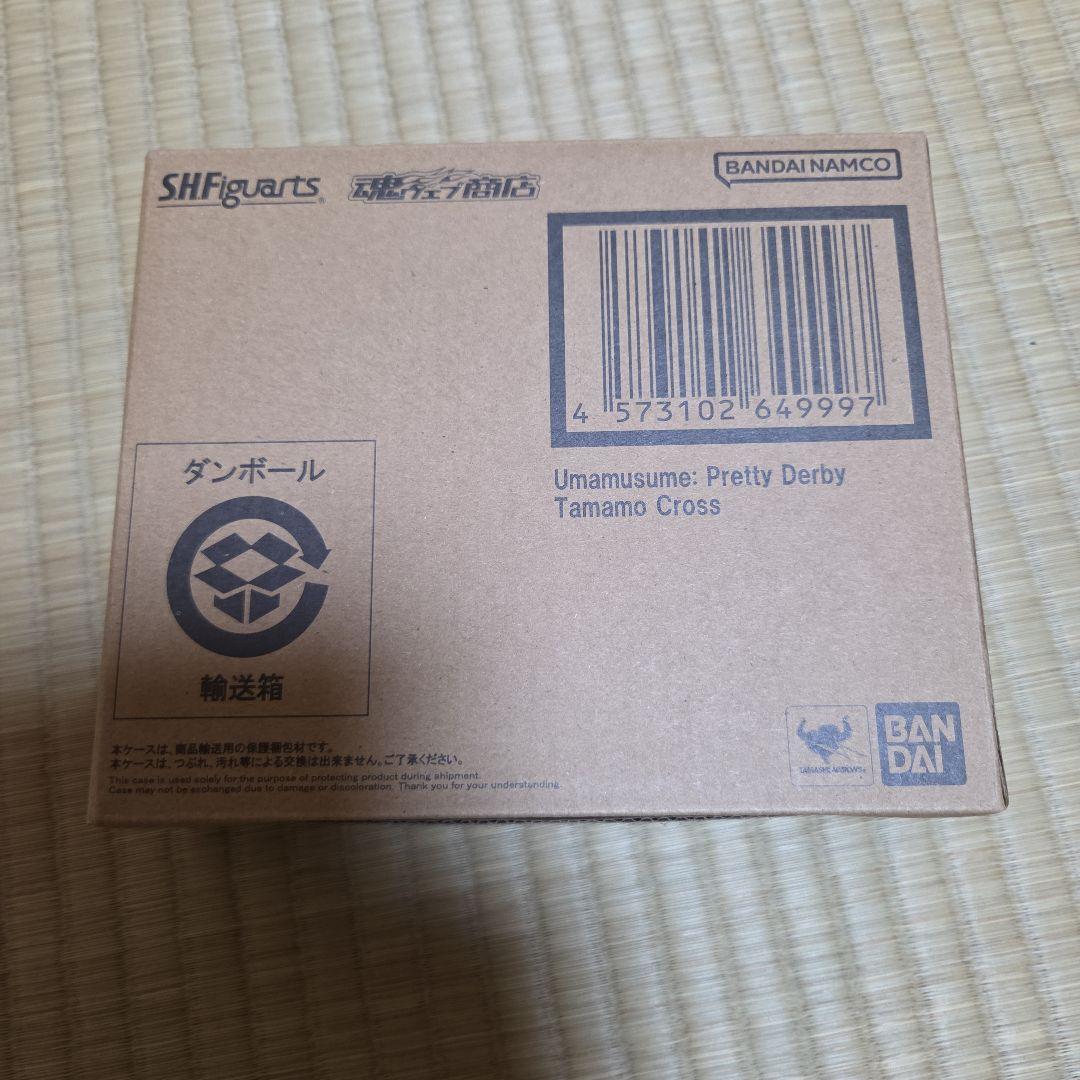 S.H.Figuarts®
魂ウェブ商店
BANDAI NAMCO
4 573102 649997
Umamusume: Pretty Derby
Tamamo Cross
ダンボール
輸送箱
本ケースは、商品輸送用の保護梱包材です。
本ケースは、つぶれ、汚れ等による交換は出来ません。ご了承ください。
This case is used solely for the purpose of protecting product during shipment.
Case may not be exchanged due to damage or discoloration. Thank you for your understanding.
TAMASHII NATIONS
BAN
DAI